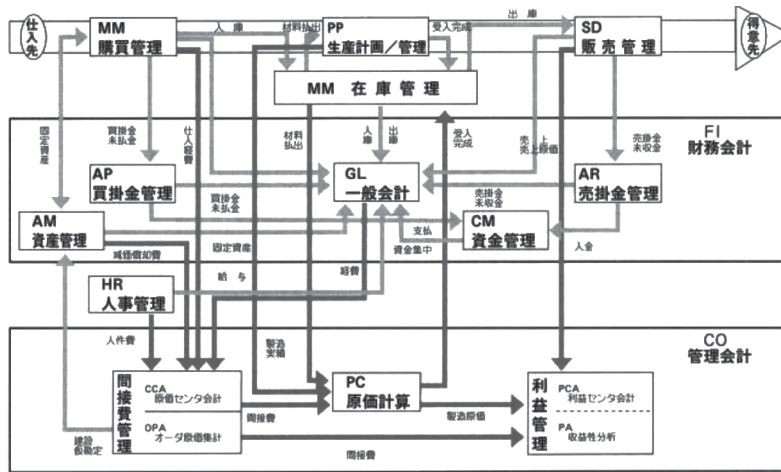 仕入先
MM
購買管理
入 庫
材料払出
PP
生産計画/管理
受入完成
出 庫
SD
販売管理
得意先
MM 在庫管理
固定
資産
買掛金
未払金
仕入
経費
材料
払出
入庫
出庫
受入
完成
売上
売上原価
売掛金
未収金
FI
財務会計
AP
買掛金管理
GL
一般会計
AR
売掛金管理
買掛金
未払金
売掛金
未収金
AM
資産管理
CM
資金管理
減価償却費
固定資産
支払
資金集中
入金
給 与
経費
HR
人事管理
人件費
製造
実績
CO
管理会計
間接費管理
CCA
原価センタ会計
OPA
オーダ原価集計
PC
原価計算
利益管理
PCA
利益センタ会計
PA
収益性分析
間接費
製造原価
建設
仮勘定
間接費